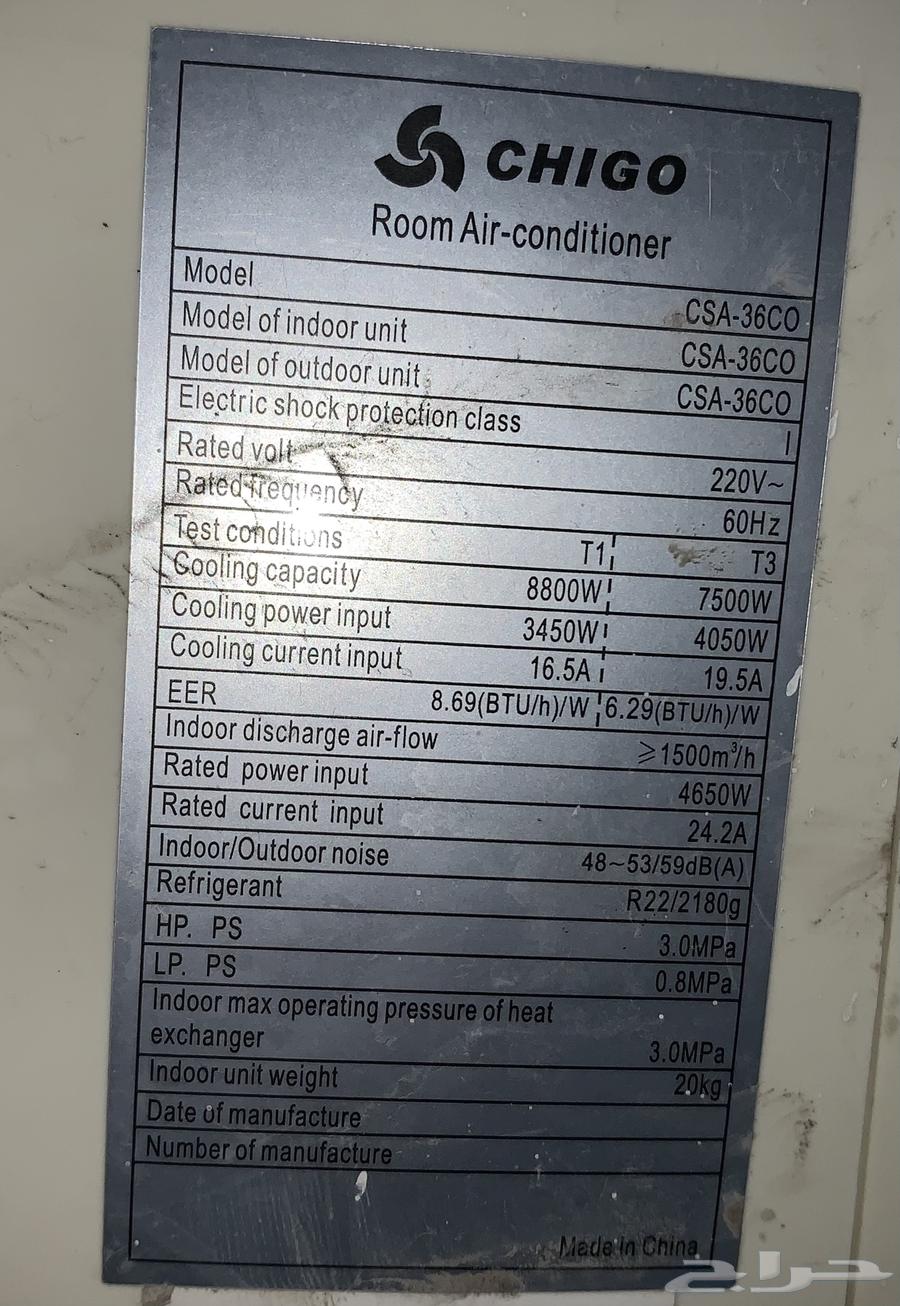 CHIGO
Room Air-conditioner
Model CSA-36CO
Model of indoor unit CSA-36CO
Model of outdoor unit CSA-36CO
Electric shock protection class I
Rated volt 220V~
Rated frequency 60Hz
Test conditions T1 T3
Cooling capacity 8800W 7500W
Cooling power input 3450W 4050W
Cooling current input 16.5A 19.5A
EER 8.69(BTU/h)/W 6.29(BTU/h)/W
Indoor discharge air-flow ≥1500m³/h
Rated power input 4650W
Rated current input 24.2A
Indoor/Outdoor noise 48~53/59dB(A)
Refrigerant R22/2180g
HP. PS 3.0MPa
LP. PS 0.8MPa
Indoor max operating pressure of heat
exchanger 3.0MPa
Indoor unit weight 20kg
Date of manufacture
Number of manufacture
Made in China
حراج